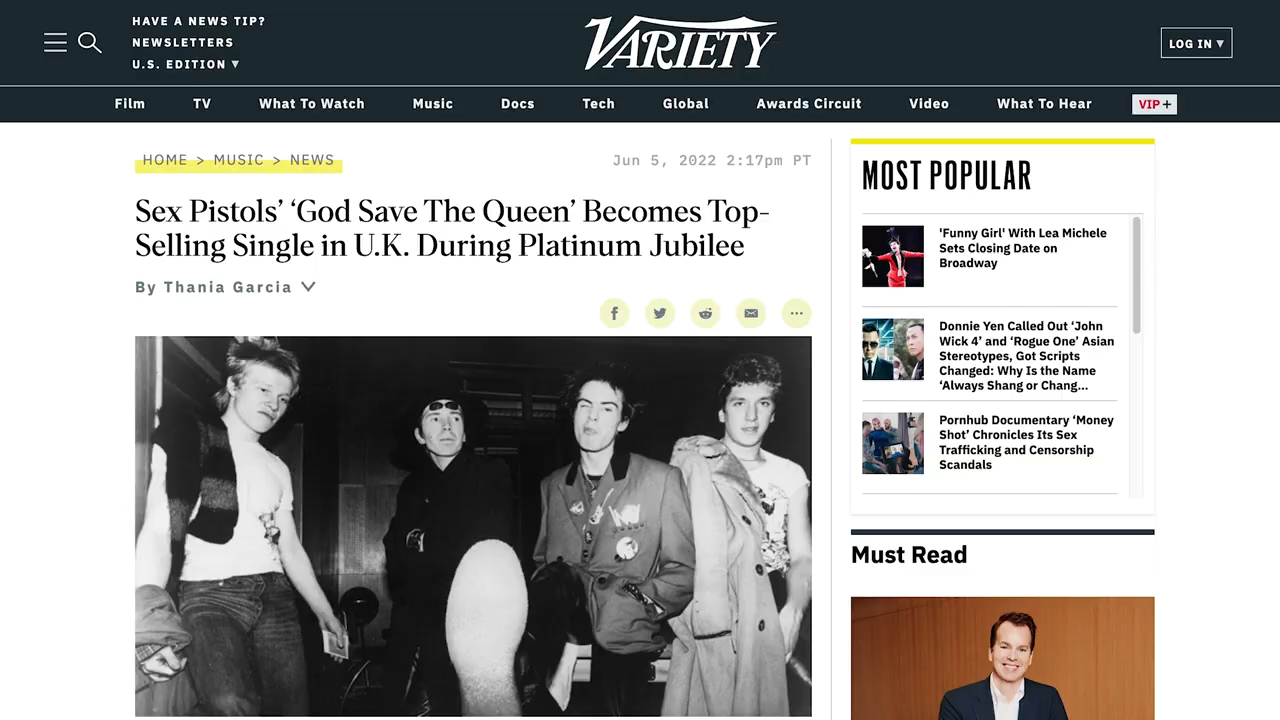 HAVE A NEWS TIP?
NEWSLETTERS
U.S. EDITION ▼
VARIETY
LOG IN ▼
Film TV What To Watch Music Docs Tech Global Awards Circuit Video What To Hear VIP+
HOME > MUSIC > NEWS
Jun 5, 2022 2:17pm PT
Sex Pistols’ ‘God Save The Queen’ Becomes Top-
Selling Single in U.K. During Platinum Jubilee
By Thania Garcia
MOST POPULAR
'Funny Girl' With Lea Michele
Sets Closing Date on
Broadway
Donnie Yen Called Out ‘John
Wick 4’ and ‘Rogue One’ Asian
Stereotypes, Got Scripts
Changed: Why Is the Name
‘Always Shang or Chang...
Pornhub Documentary ‘Money
Shot’ Chronicles Its Sex
Trafficking and Censorship
Scandals
Must Read